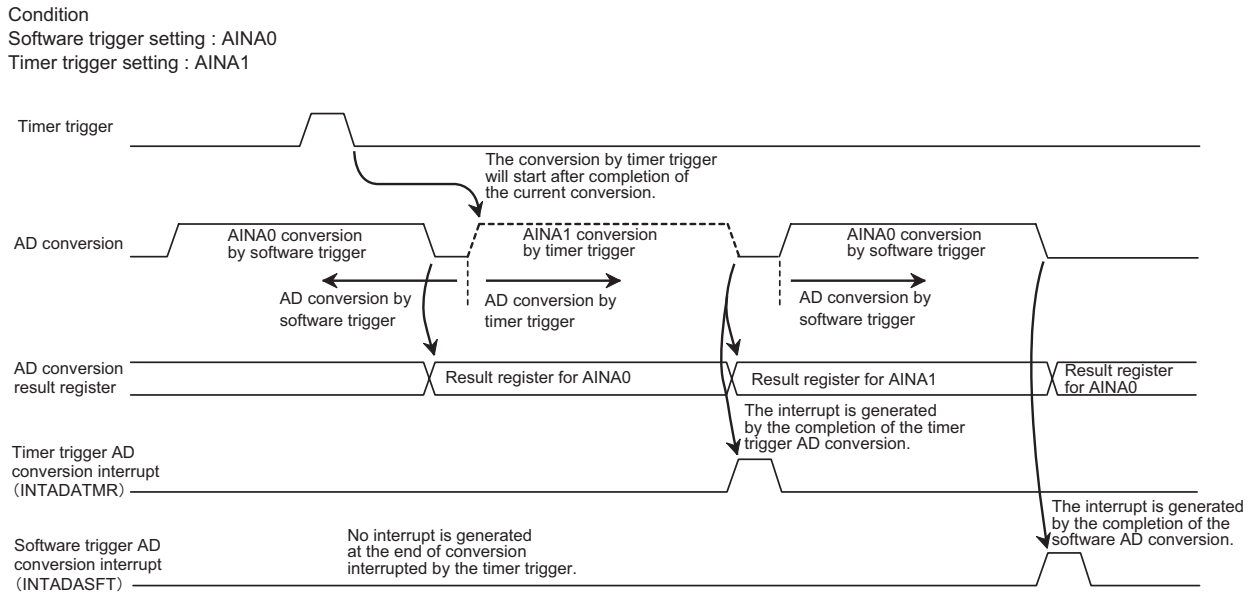 Condition
Software trigger setting : AINA0
Timer trigger setting : AINA1
Timer trigger
The conversion by timer trigger
will start after completion of
the current conversion.
AD conversion
AINA0 conversion
by software trigger
AINA1 conversion
by timer trigger
AINA0 conversion
by software trigger
AD conversion by
software trigger
AD conversion by
timer trigger
AD conversion by
software trigger
AD conversion
result register
Result register for AINA0
Result register for AINA1
Result register
for AINA0
The interrupt is generated
by the completion of the timer
trigger AD conversion.
Timer trigger AD
conversion interrupt
(INTADATMR)
The interrupt is generated
by the completion of the
software AD conversion.
Software trigger AD
conversion interrupt
(INTADASFT)
No interrupt is generated
at the end of conversion
interrupted by the timer trigger.